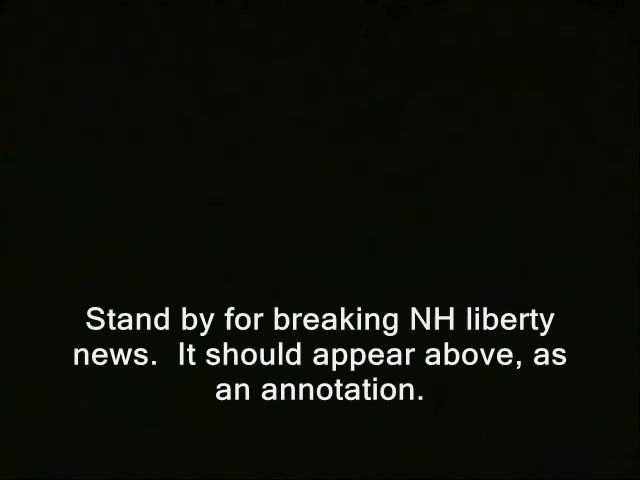 Stand by for breaking NH liberty
news.  It should appear above, as
an annotation.